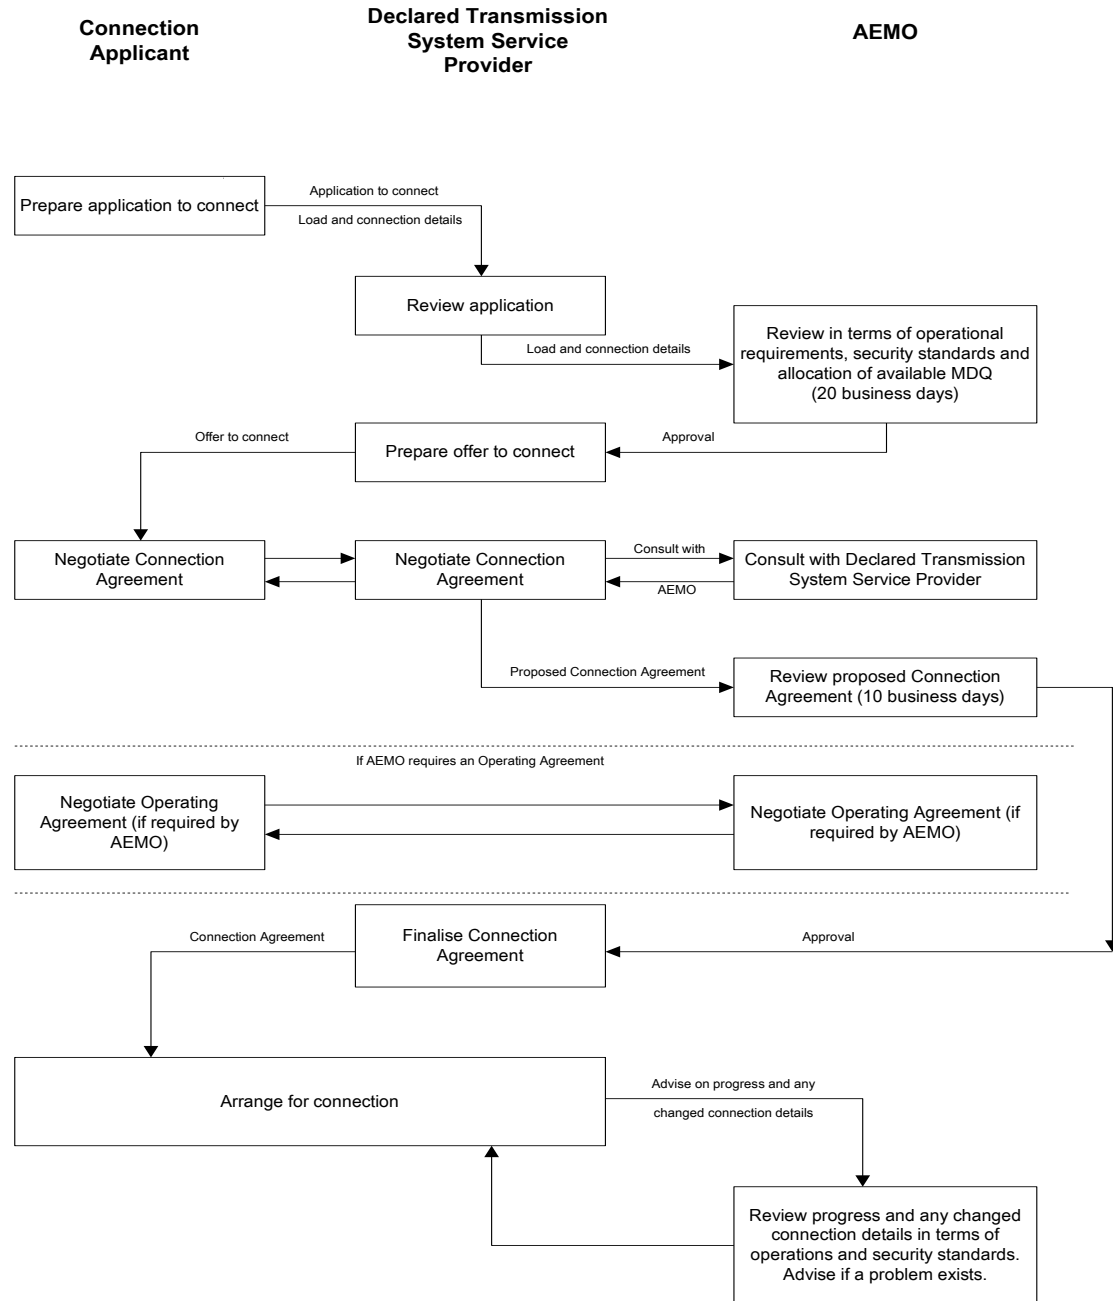 Connection
Applicant
Declared Transmission
System Service
Provider
AEMO
Prepare application to connect
Application to connect
Load and connection details
Review application
Load and connection details
Review in terms of operational
requirements, security standards and
allocation of available MDQ
(20 business days)
Offer to connect
Prepare offer to connect
Approval
Negotiate Connection
Agreement
Negotiate Connection
Agreement
Consult with
AEMO
Consult with Declared Transmission
System Service Provider
Proposed Connection Agreement
Review proposed Connection
Agreement (10 business days)
If AEMO requires an Operating Agreement
Negotiate Operating
Agreement (if required by
AEMO)
Negotiate Operating Agreement (if
required by AEMO)
Connection Agreement
Finalise Connection
Agreement
Approval
Arrange for connection
Advise on progress and any
changed connection details
Review progress and any changed
connection details in terms of
operations and security standards.
Advise if a problem exists.